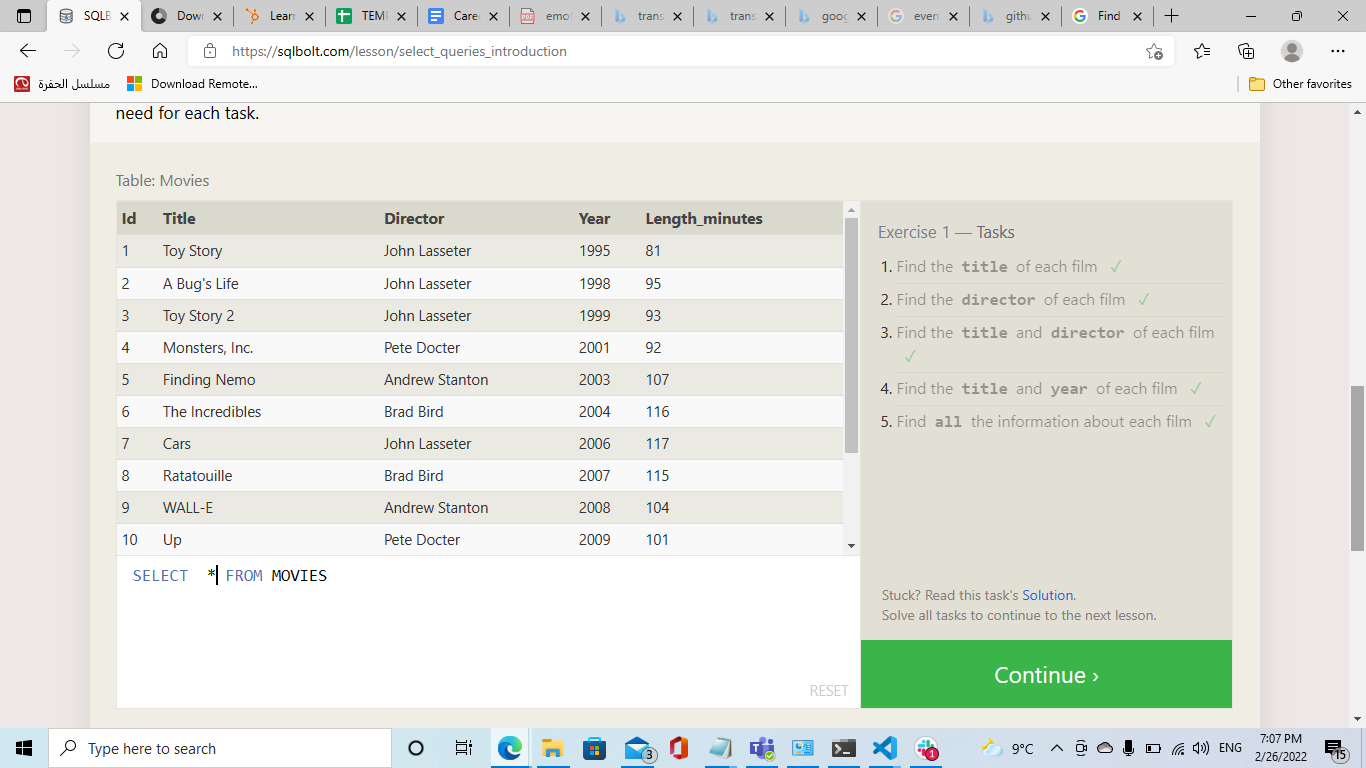 SQLB
Dow
Lear
TEM
Care
emo
trans
trans
goog
even
githu
Find
https://sqlbolt.com/lesson/select_queries_introduction
مسلسل الحفرة
Download Remote...
Other favorites
need for each task.
Table: Movies
Id Title Director Year Length_minutes
1 Toy Story John Lasseter 1995 81
2 A Bug's Life John Lasseter 1998 95
3 Toy Story 2 John Lasseter 1999 93
4 Monsters, Inc. Pete Docter 2001 92
5 Finding Nemo Andrew Stanton 2003 107
6 The Incredibles Brad Bird 2004 116
7 Cars John Lasseter 2006 117
8 Ratatouille Brad Bird 2007 115
9 WALL-E Andrew Stanton 2008 104
10 Up Pete Docter 2009 101
SELECT * FROM MOVIES
RESET
Exercise 1 — Tasks
1. Find the title of each film ✓
2. Find the director of each film ✓
3. Find the title and director of each film
✓
4. Find the title and year of each film ✓
5. Find all the information about each film ✓
Stuck? Read this task's Solution.
Solve all tasks to continue to the next lesson.
Continue ›
Type here to search
3
1
9°C
ENG
7:07 PM
2/26/2022
15